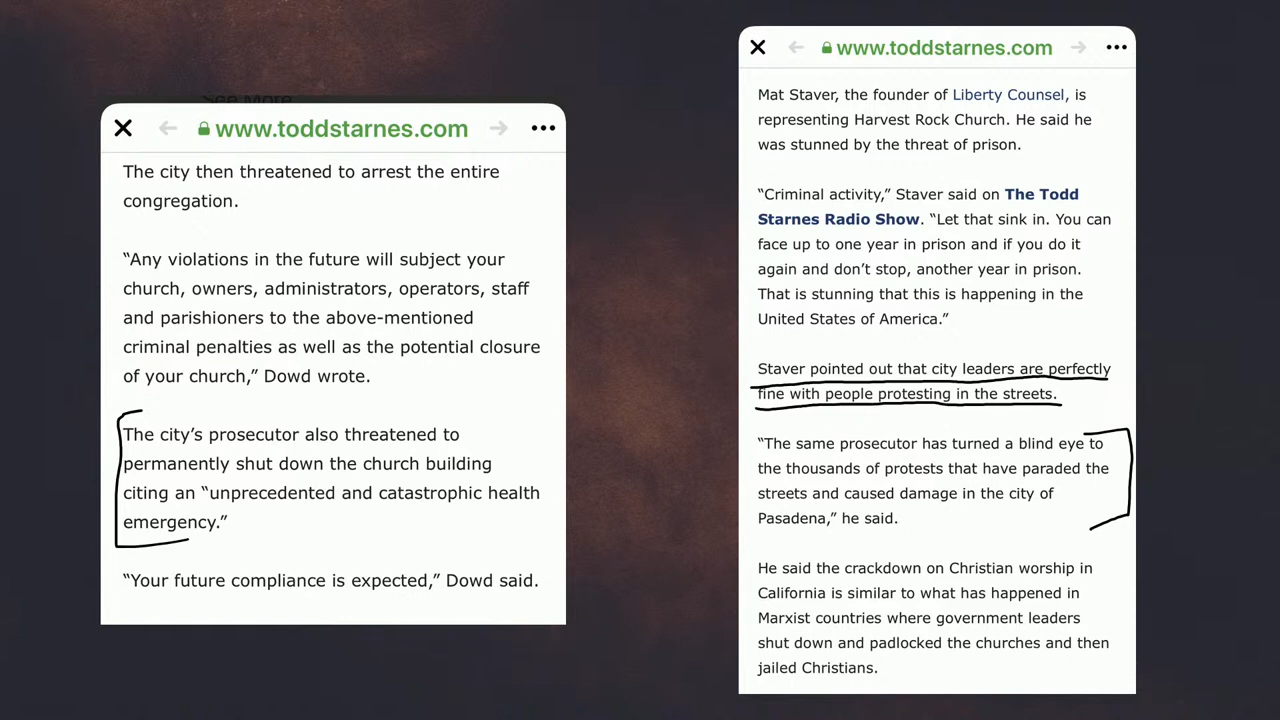 See More
www.toddstarnes.com
The city then threatened to arrest the entire
congregation.
“Any violations in the future will subject your
church, owners, administrators, operators, staff
and parishioners to the above-mentioned
criminal penalties as well as the potential closure
of your church,” Dowd wrote.
The city’s prosecutor also threatened to
permanently shut down the church building
citing an “unprecedented and catastrophic health
emergency.”
“Your future compliance is expected,” Dowd said.
www.toddstarnes.com
Mat Staver, the founder of Liberty Counsel, is
representing Harvest Rock Church. He said he
was stunned by the threat of prison.
“Criminal activity,” Staver said on The Todd
Starnes Radio Show. “Let that sink in. You can
face up to one year in prison and if you do it
again and don’t stop, another year in prison.
That is stunning that this is happening in the
United States of America.”
Staver pointed out that city leaders are perfectly
fine with people protesting in the streets.
“The same prosecutor has turned a blind eye to
the thousands of protests that have paraded the
streets and caused damage in the city of
Pasadena,” he said.
He said the crackdown on Christian worship in
California is similar to what has happened in
Marxist countries where government leaders
shut down and padlocked the churches and then
jailed Christians.